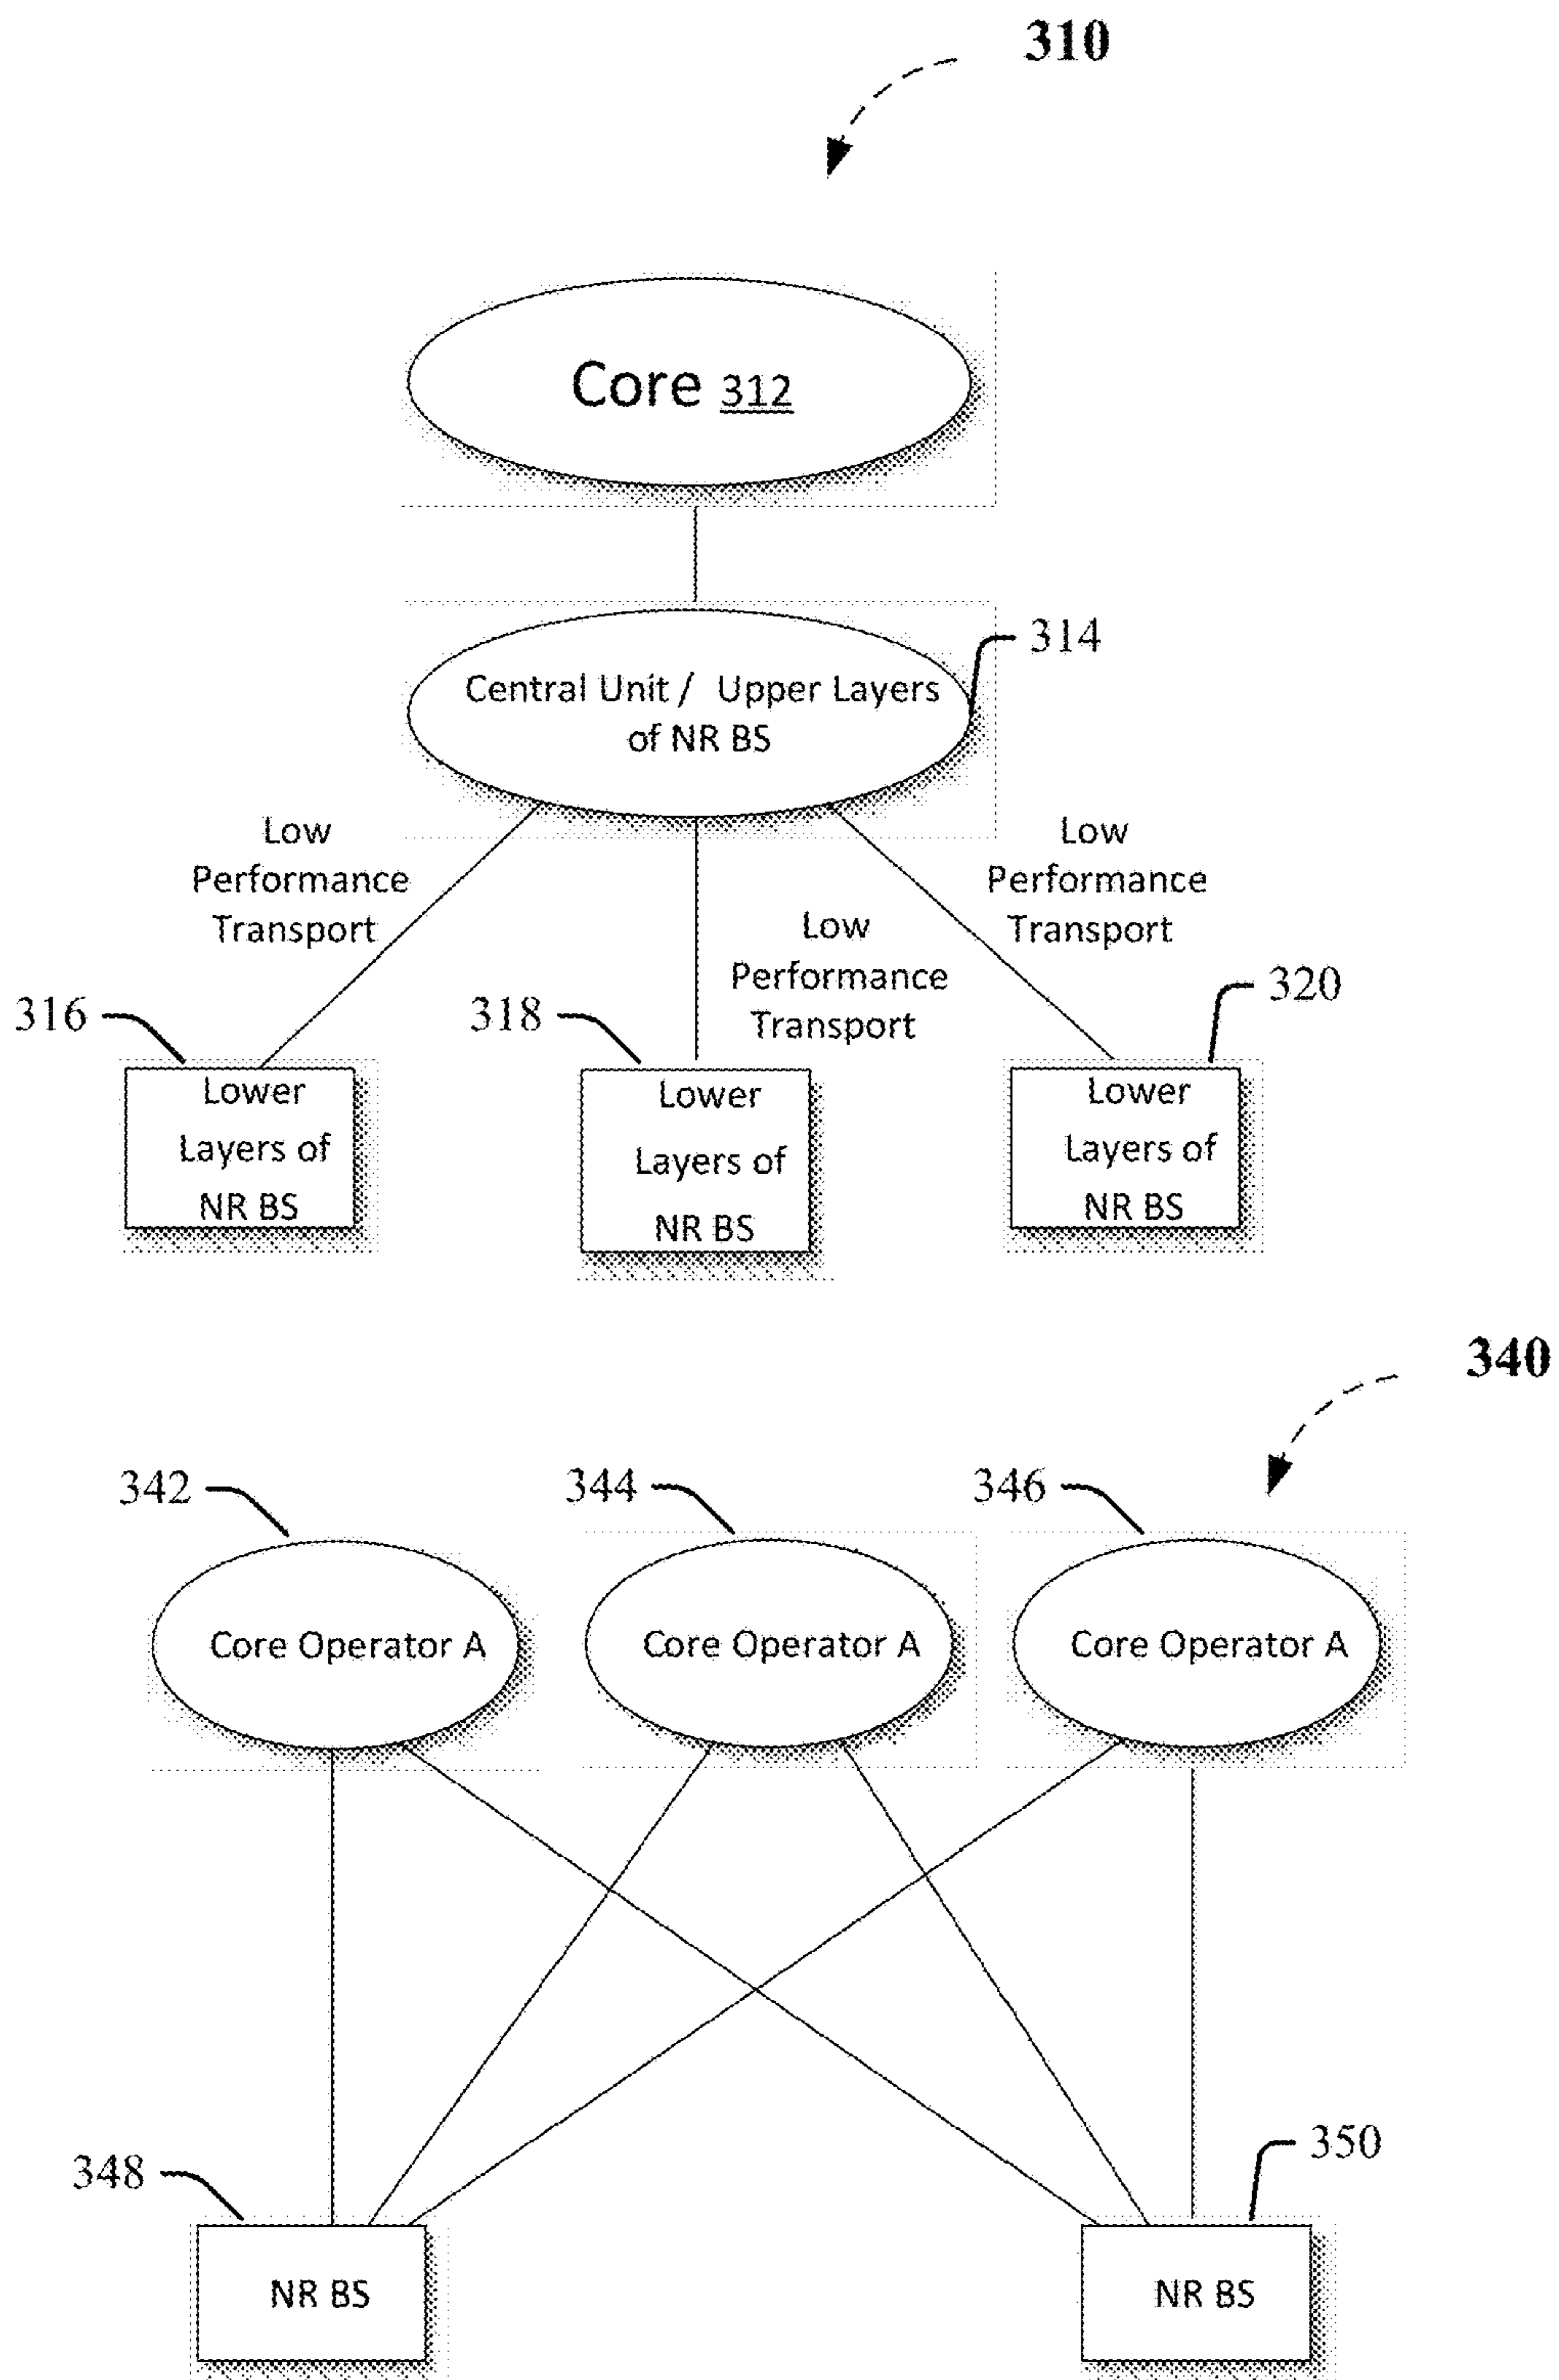 310
Core 312
Central Unit / Upper Layers
of NR BS
314
Low
Performance
Transport
Low
Performance
Transport
Low
Performance
Transport
316
318
320
Lower
Layers of
NR BS
Lower
Layers of
NR BS
Lower
Layers of
NR BS
340
342
344
346
Core Operator A
Core Operator A
Core Operator A
348
350
NR BS
NR BS